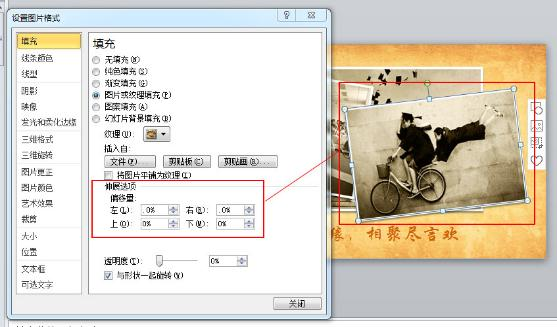 设置图片格式
填充
线条颜色
线型
阴影
映像
发光和柔化边缘
三维格式
三维旋转
图片更正
图片颜色
艺术效果
裁剪
大小
位置
文本框
可选文字
填充
无填充(N)
纯色填充(S)
渐变填充(G)
图片或纹理填充(P)
图案填充(A)
幻灯片背景填充(B)
纹理(U):
插入自:
文件(F)... 剪贴板(C) 剪贴画(R)...
将图片平铺为纹理(I)
伸展选项
偏移量:
左(L): .0% 右(R): .0%
上(O): 0% 下(M): 0%
透明度(T): 0%
与形状一起旋转(W)
关闭
，相聚尽言欢